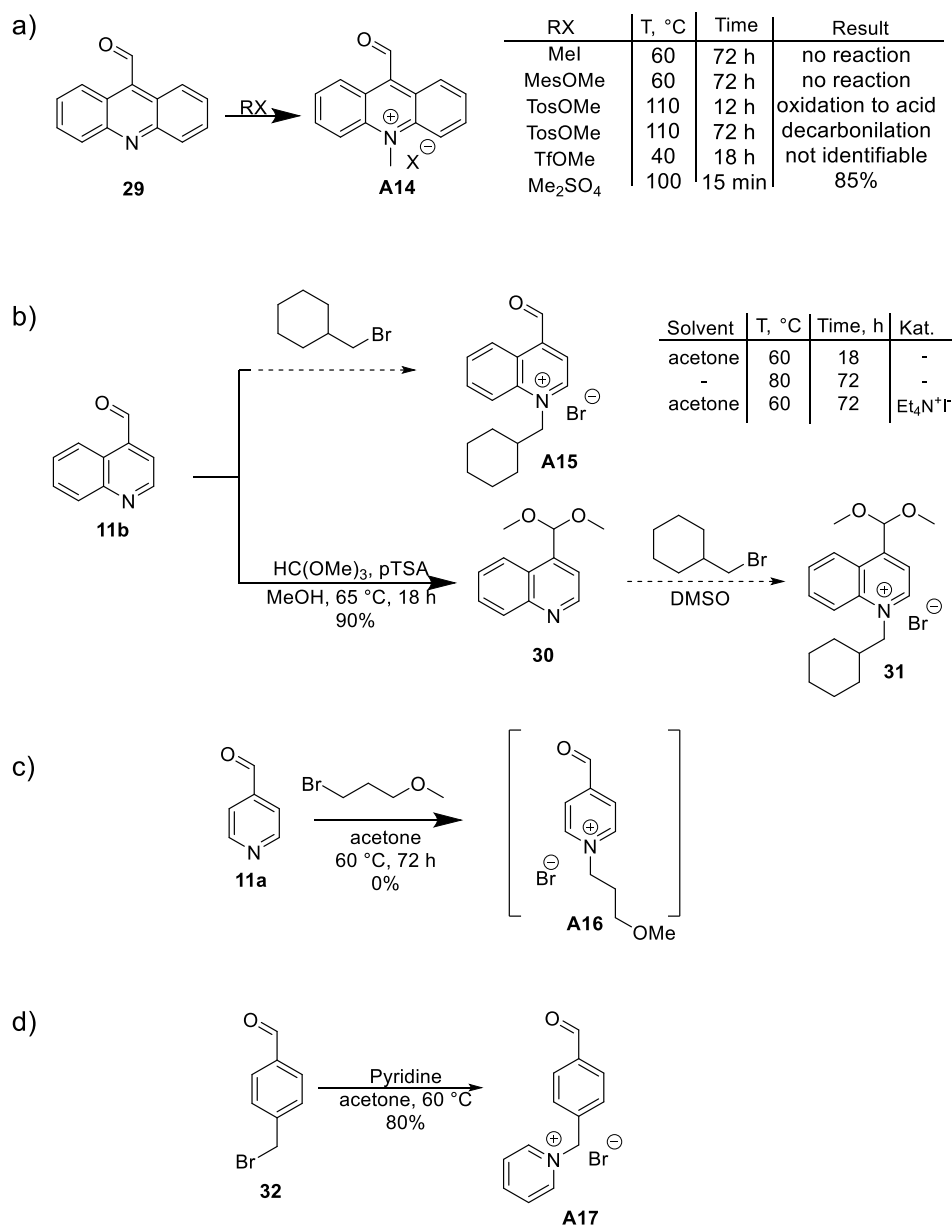 a)
O
N
29
RX
O
N
+
X −
A14
RX T, °C Time Result
MeI 60 72 h no reaction
MesOMe 60 72 h no reaction
TosOMe 110 12 h oxidation to acid
TosOMe 110 72 h decarbonilation
TfOMe 40 18 h not identifiable
Me2SO4 100 15 min 85%
b)
O
N
11b
Br
O
N
+
Br −
A15
Solvent T, °C Time, h Kat.
acetone 60 18 -
- 80 72 -
acetone 60 72 Et4N+I-
HC(OMe)3, pTSA
MeOH, 65 °C, 18 h
90%
O O
N
30
Br
DMSO
O O
N
+
Br −
31
c)
O
N
11a
Br O
acetone
60 °C, 72 h
0%
O
+
N
Br −
A16
OMe
d)
O
Br
32
Pyridine
acetone, 60 °C
80%
O
+
N
Br −
A17